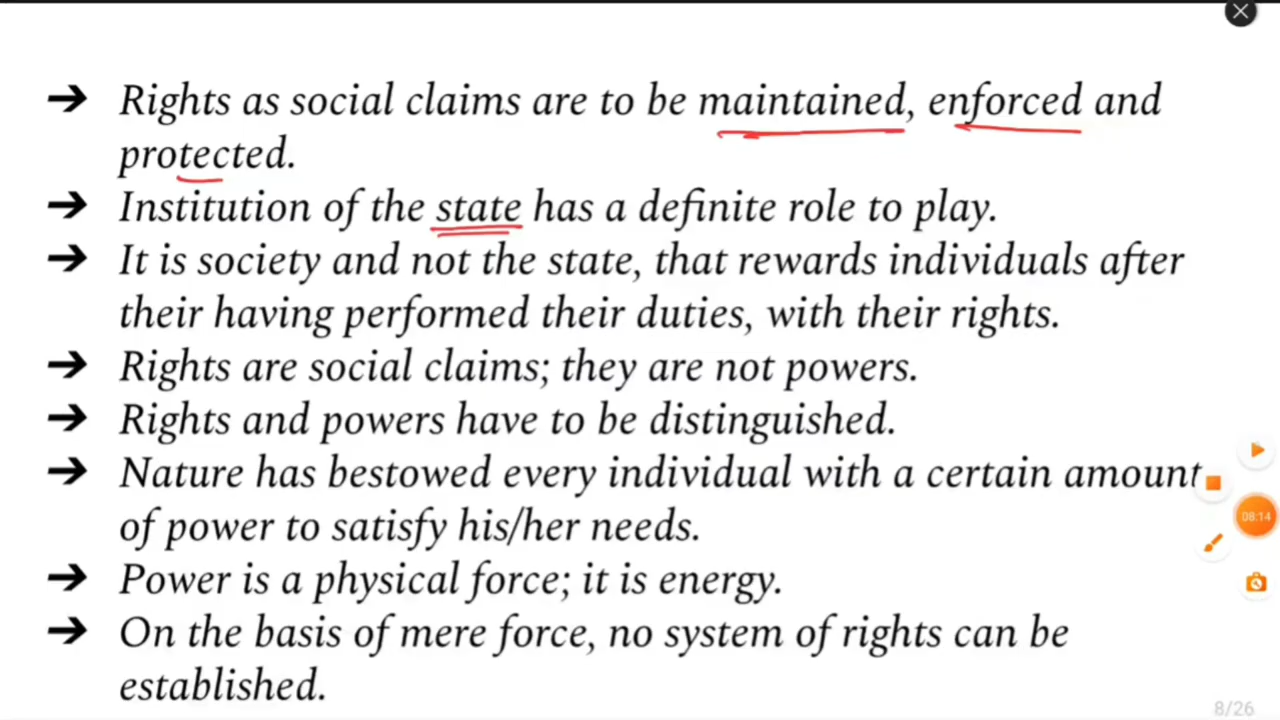 ➔ Rights as social claims are to be maintained, enforced and
protected.
➔ Institution of the state has a definite role to play.
➔ It is society and not the state, that rewards individuals after
their having performed their duties, with their rights.
➔ Rights are social claims; they are not powers.
➔ Rights and powers have to be distinguished.
➔ Nature has bestowed every individual with a certain amount
of power to satisfy his/her needs.
➔ Power is a physical force; it is energy.
08:14
➔ On the basis of mere force, no system of rights can be
established.
8/26